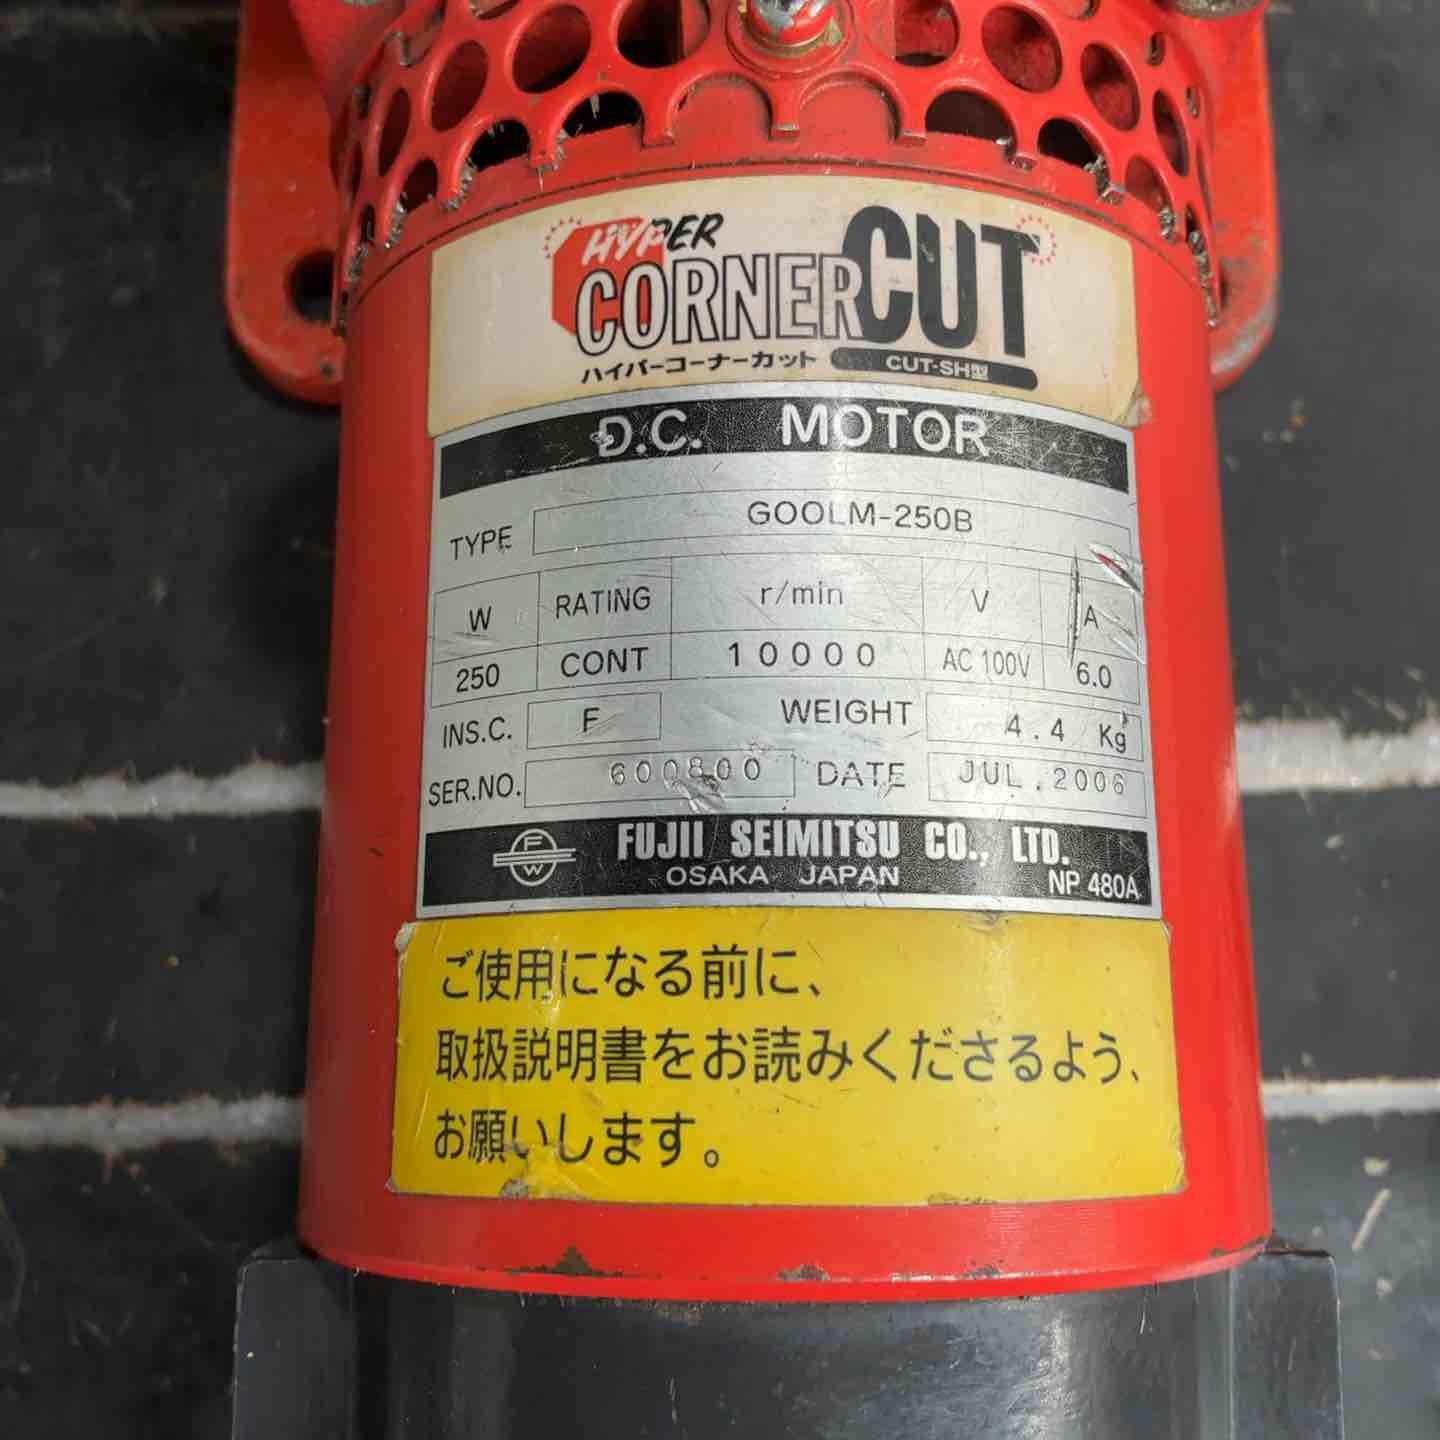 HYPER
CORNERCUT
ハイパーコーナーカット CUT-SH型
D.C. MOTOR
TYPE GOOLM-250B
W RATING r/min V A
250 CONT 10000 AC 100V 6.0
INS.C. F WEIGHT 4.4 Kg
SER.NO. 600800 DATE JUL.2006
FW FUJII SEIMITSU CO., LTD.
OSAKA JAPAN NP 480A
ご使用になる前に、
取扱説明書をお読みくださるよう、
お願いします。